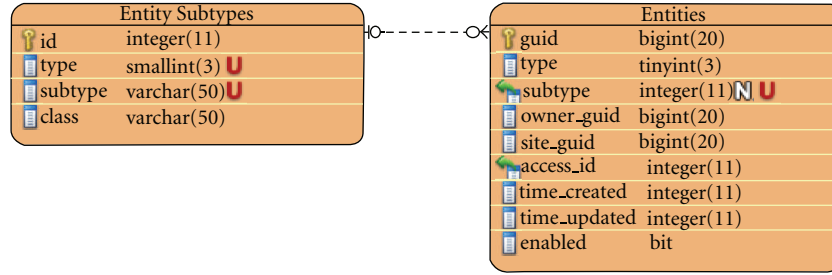 Entity Subtypes
id integer(11)
type smallint(3) U
subtype varchar(50) U
class varchar(50)
Entities
guid bigint(20)
type tinyint(3)
subtype integer(11) N U
owner_guid bigint(20)
site_guid bigint(20)
access_id integer(11)
time_created integer(11)
time_updated integer(11)
enabled bit